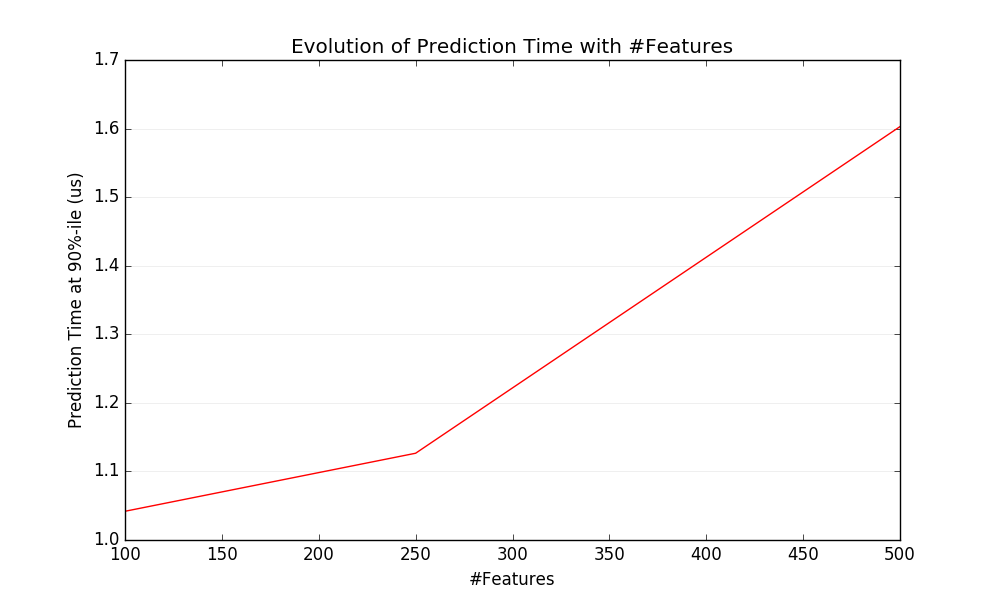 Evolution of Prediction Time with #Features
Prediction Time at 90%-ile (us)
1.7
1.6
1.5
1.4
1.3
1.2
1.1
1.0
100 150 200 250 300 350 400 450 500
#Features